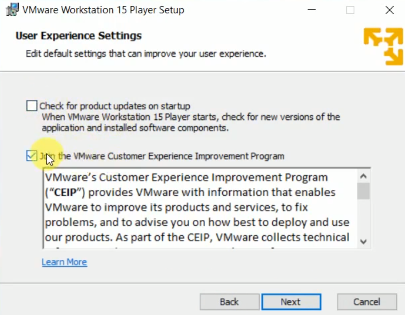 VMware Workstation 15 Player Setup
User Experience Settings
Edit default settings that can improve your user experience.
Check for product updates on startup
When VMware Workstation 15 Player starts, check for new versions of the
application and installed software components.
Join the VMware Customer Experience Improvement Program
VMware's Customer Experience Improvement Program
("CEIP") provides VMware with information that enables
VMware to improve its products and services, to fix
problems, and to advise you on how best to deploy and use
our products. As part of the CEIP, VMware collects technical
Learn More
Back
Next
Cancel